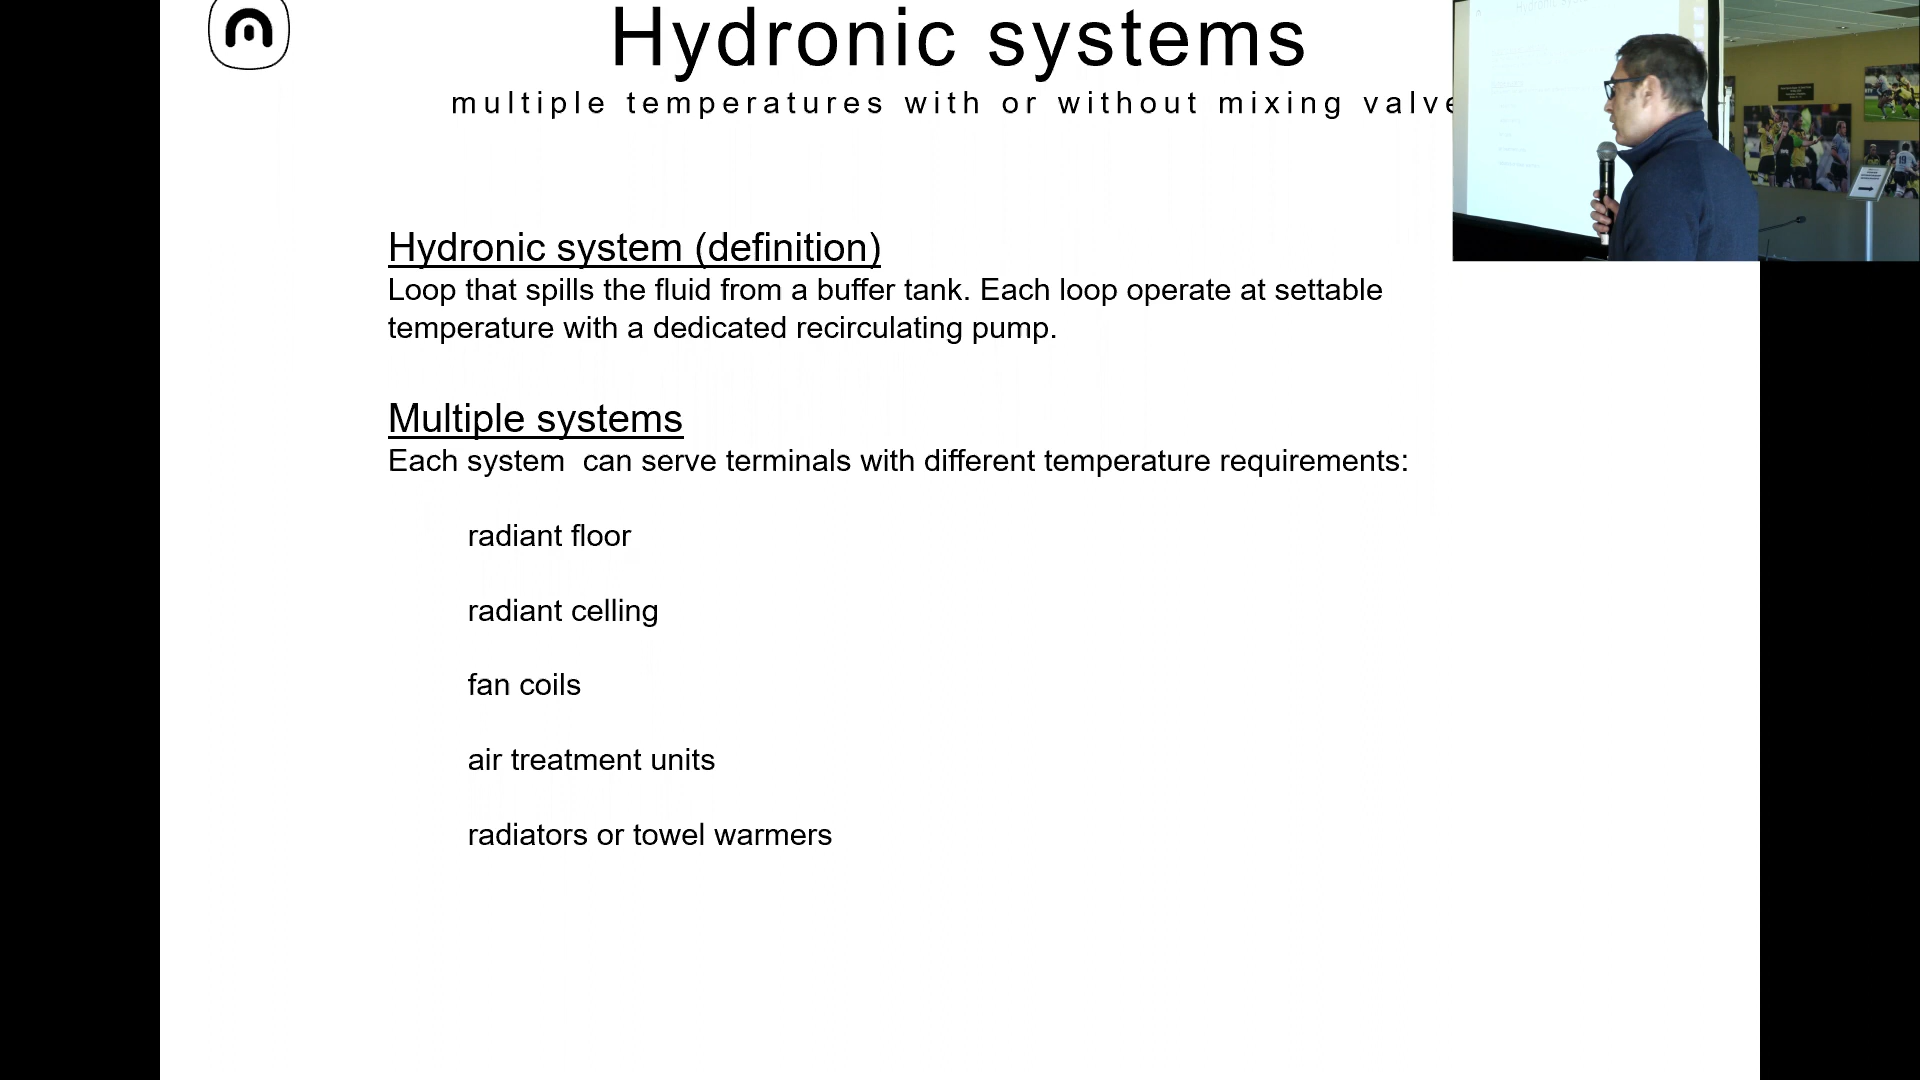 Hydronic systems
multiple temperatures with or without mixing valve
Hydronic system (definition)
Loop that spills the fluid from a buffer tank. Each loop operate at settable
temperature with a dedicated recirculating pump.
Multiple systems
Each system  can serve terminals with different temperature requirements:
radiant floor
radiant celling
fan coils
air treatment units
radiators or towel warmers